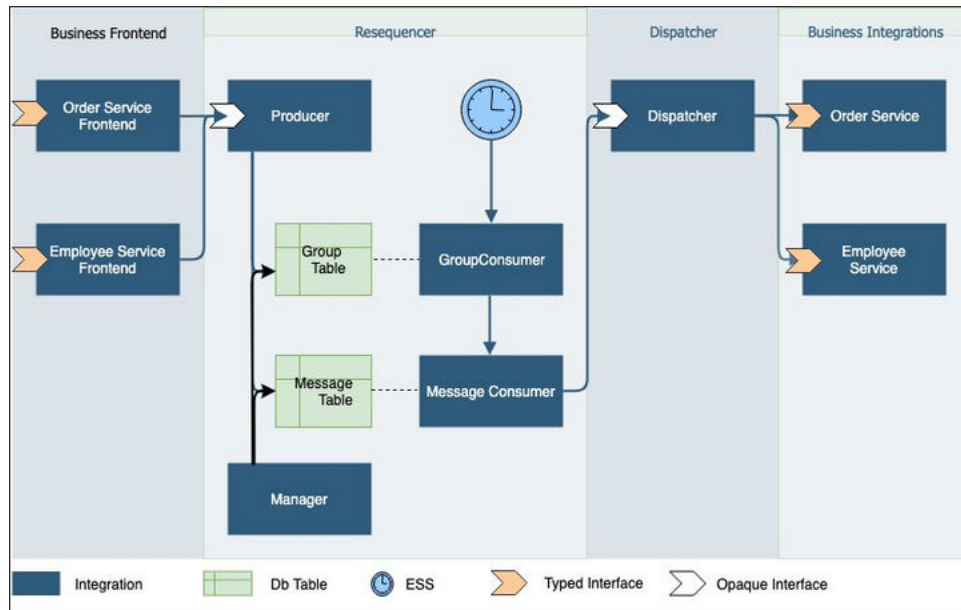 Business Frontend
Resequencer
Dispatcher
Business Integrations
Order Service
Frontend
Producer
Dispatcher
Order Service
Employee Service
Frontend
Group
Table
GroupConsumer
Employee
Service
Message
Table
Message Consumer
Manager
Integration
Db Table
ESS
Typed Interface
Opaque Interface